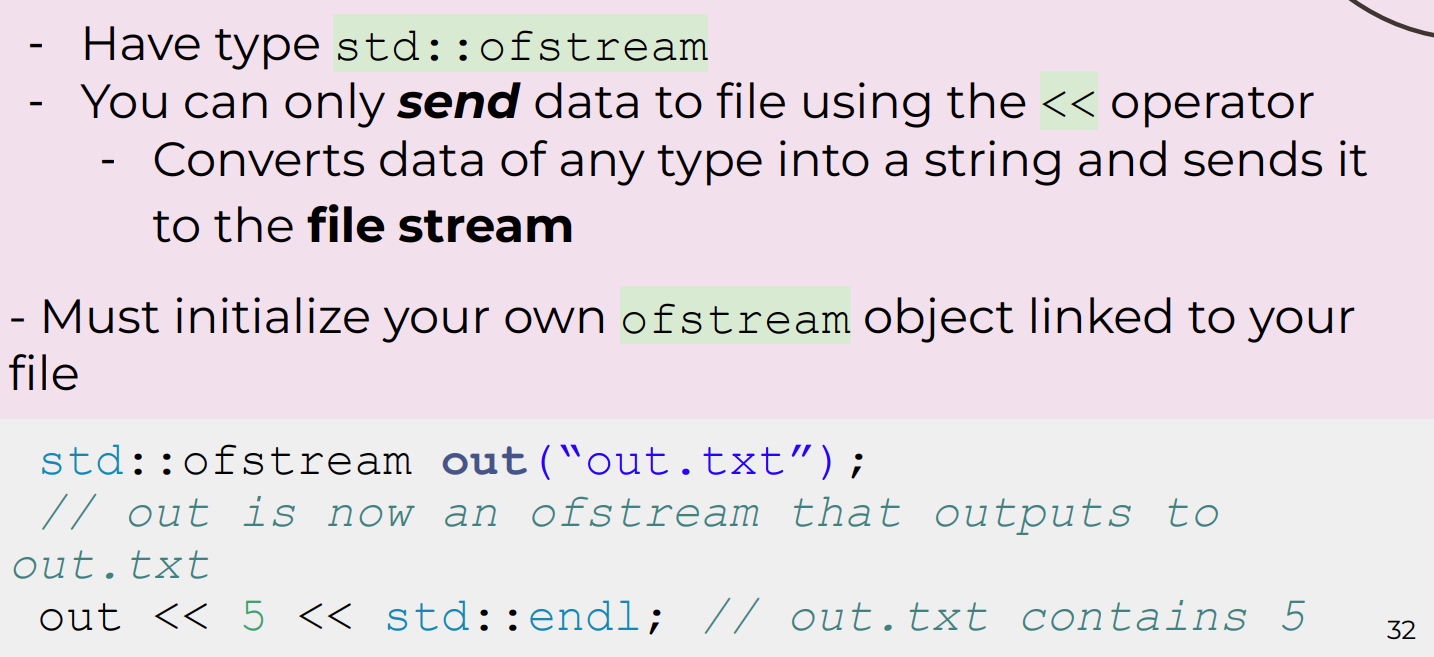 - Have type std::ofstream
- You can only send data to file using the << operator
- Converts data of any type into a string and sends it
to the file stream
- Must initialize your own ofstream object linked to your
file
std::ofstream out(“out.txt”);
// out is now an ofstream that outputs to
out.txt
out << 5 << std::endl; // out.txt contains 5
32